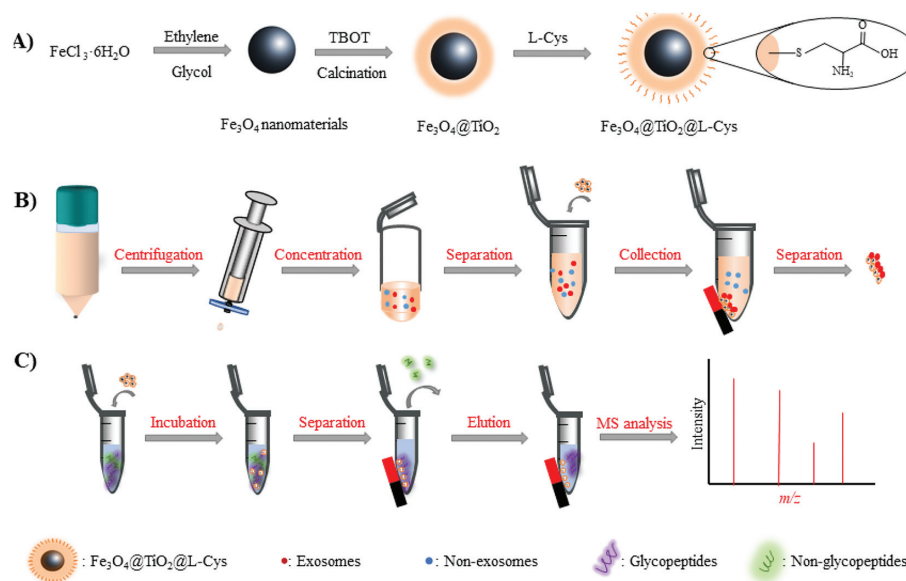 A)
FeCl₃·6H₂O
Ethylene
Glycol
TBOT
Calcination
L-Cys
S
O
OH
NH₂
Fe₃O₄ nanomaterials
Fe₃O₄@TiO₂
Fe₃O₄@TiO₂@L-Cys
B)
Centrifugation
Concentration
Separation
Collection
Separation
C)
Incubation
Separation
Elution
MS analysis
Intensity
m/z
: Fe₃O₄@TiO₂@L-Cys
: Exosomes
: Non-exosomes
: Glycopeptides
: Non-glycopeptides